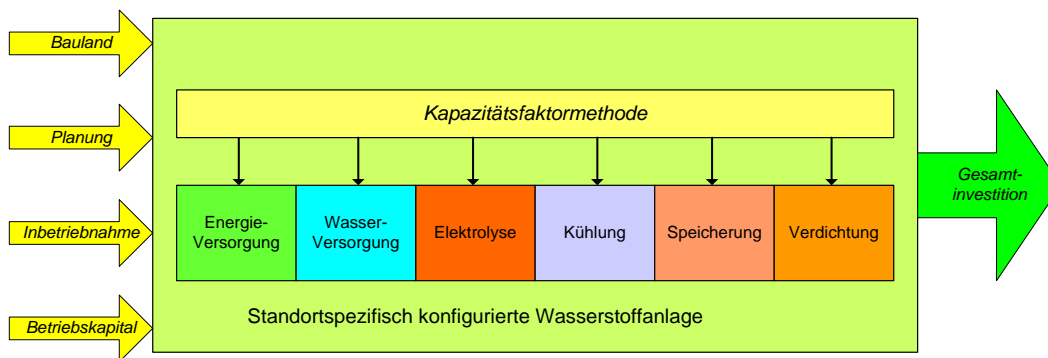 Bauland
Planung
Inbetriebnahme
Betriebskapital
Kapazitätsfaktormethode
Energie-
Versorgung
Wasser-
Versorgung
Elektrolyse
Kühlung
Speicherung
Verdichtung
Standortspezifisch konfigurierte Wasserstoffanlage
Gesamt-
investition